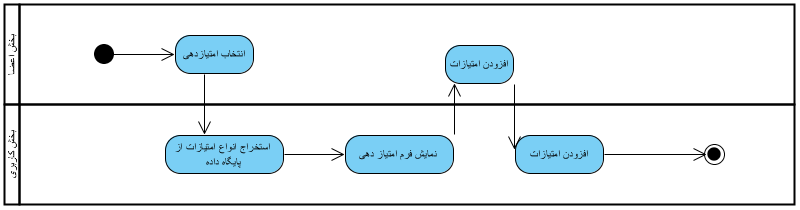 بخش اعضا
انتخاب امتیازدهی
افزودن امتیازات
بخش کاربری
استخراج انواع امتیازات از
پایگاه داده
نمایش فرم امتیاز دهی
افزودن امتیازات